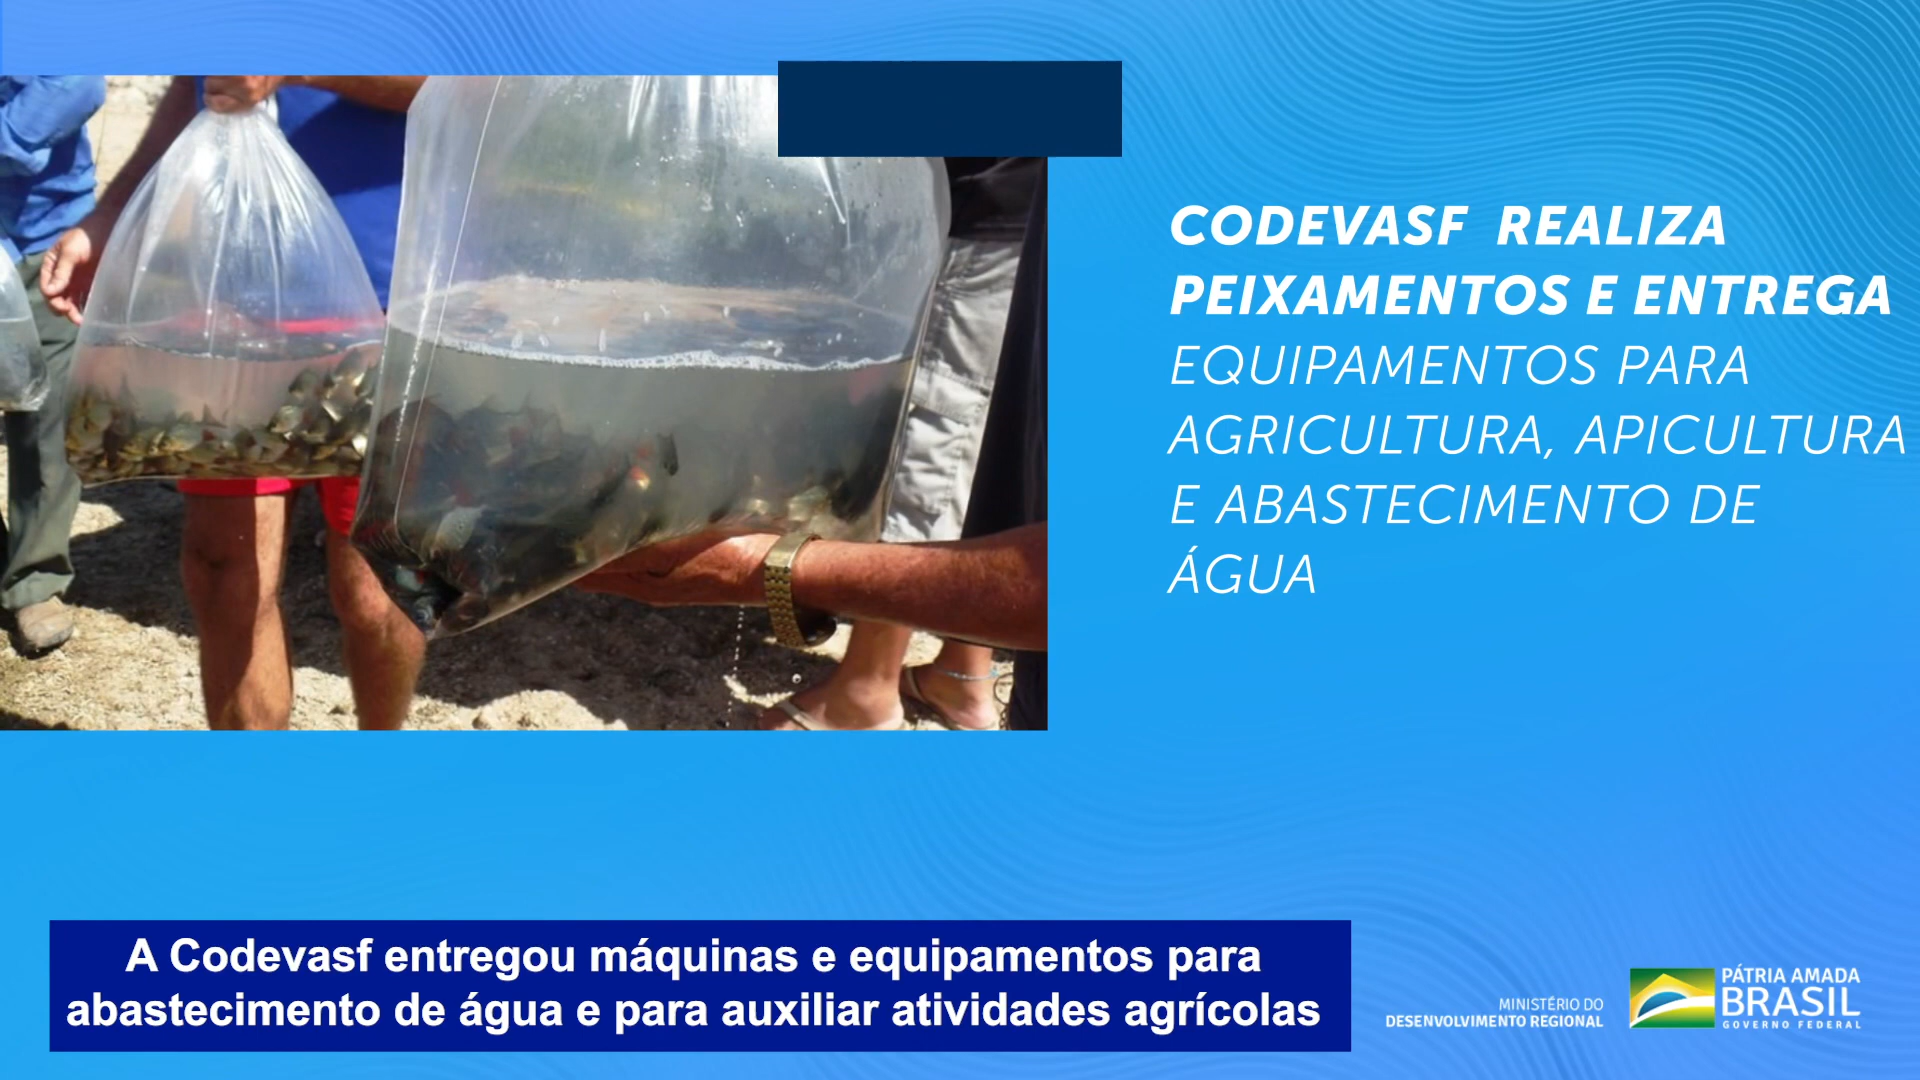 CODEVASF REALIZA
PEIXAMENTOS E ENTREGA
EQUIPAMENTOS PARA
AGRICULTURA, APICULTURA
E ABASTECIMENTO DE
ÁGUA
A Codevasf entregou máquinas e equipamentos para
abastecimento de água e para auxiliar atividades agrícolas
MINISTÉRIO DO
DESENVOLVIMENTO REGIONAL
PÁTRIA AMADA
BRASIL
GOVERNO FEDERAL